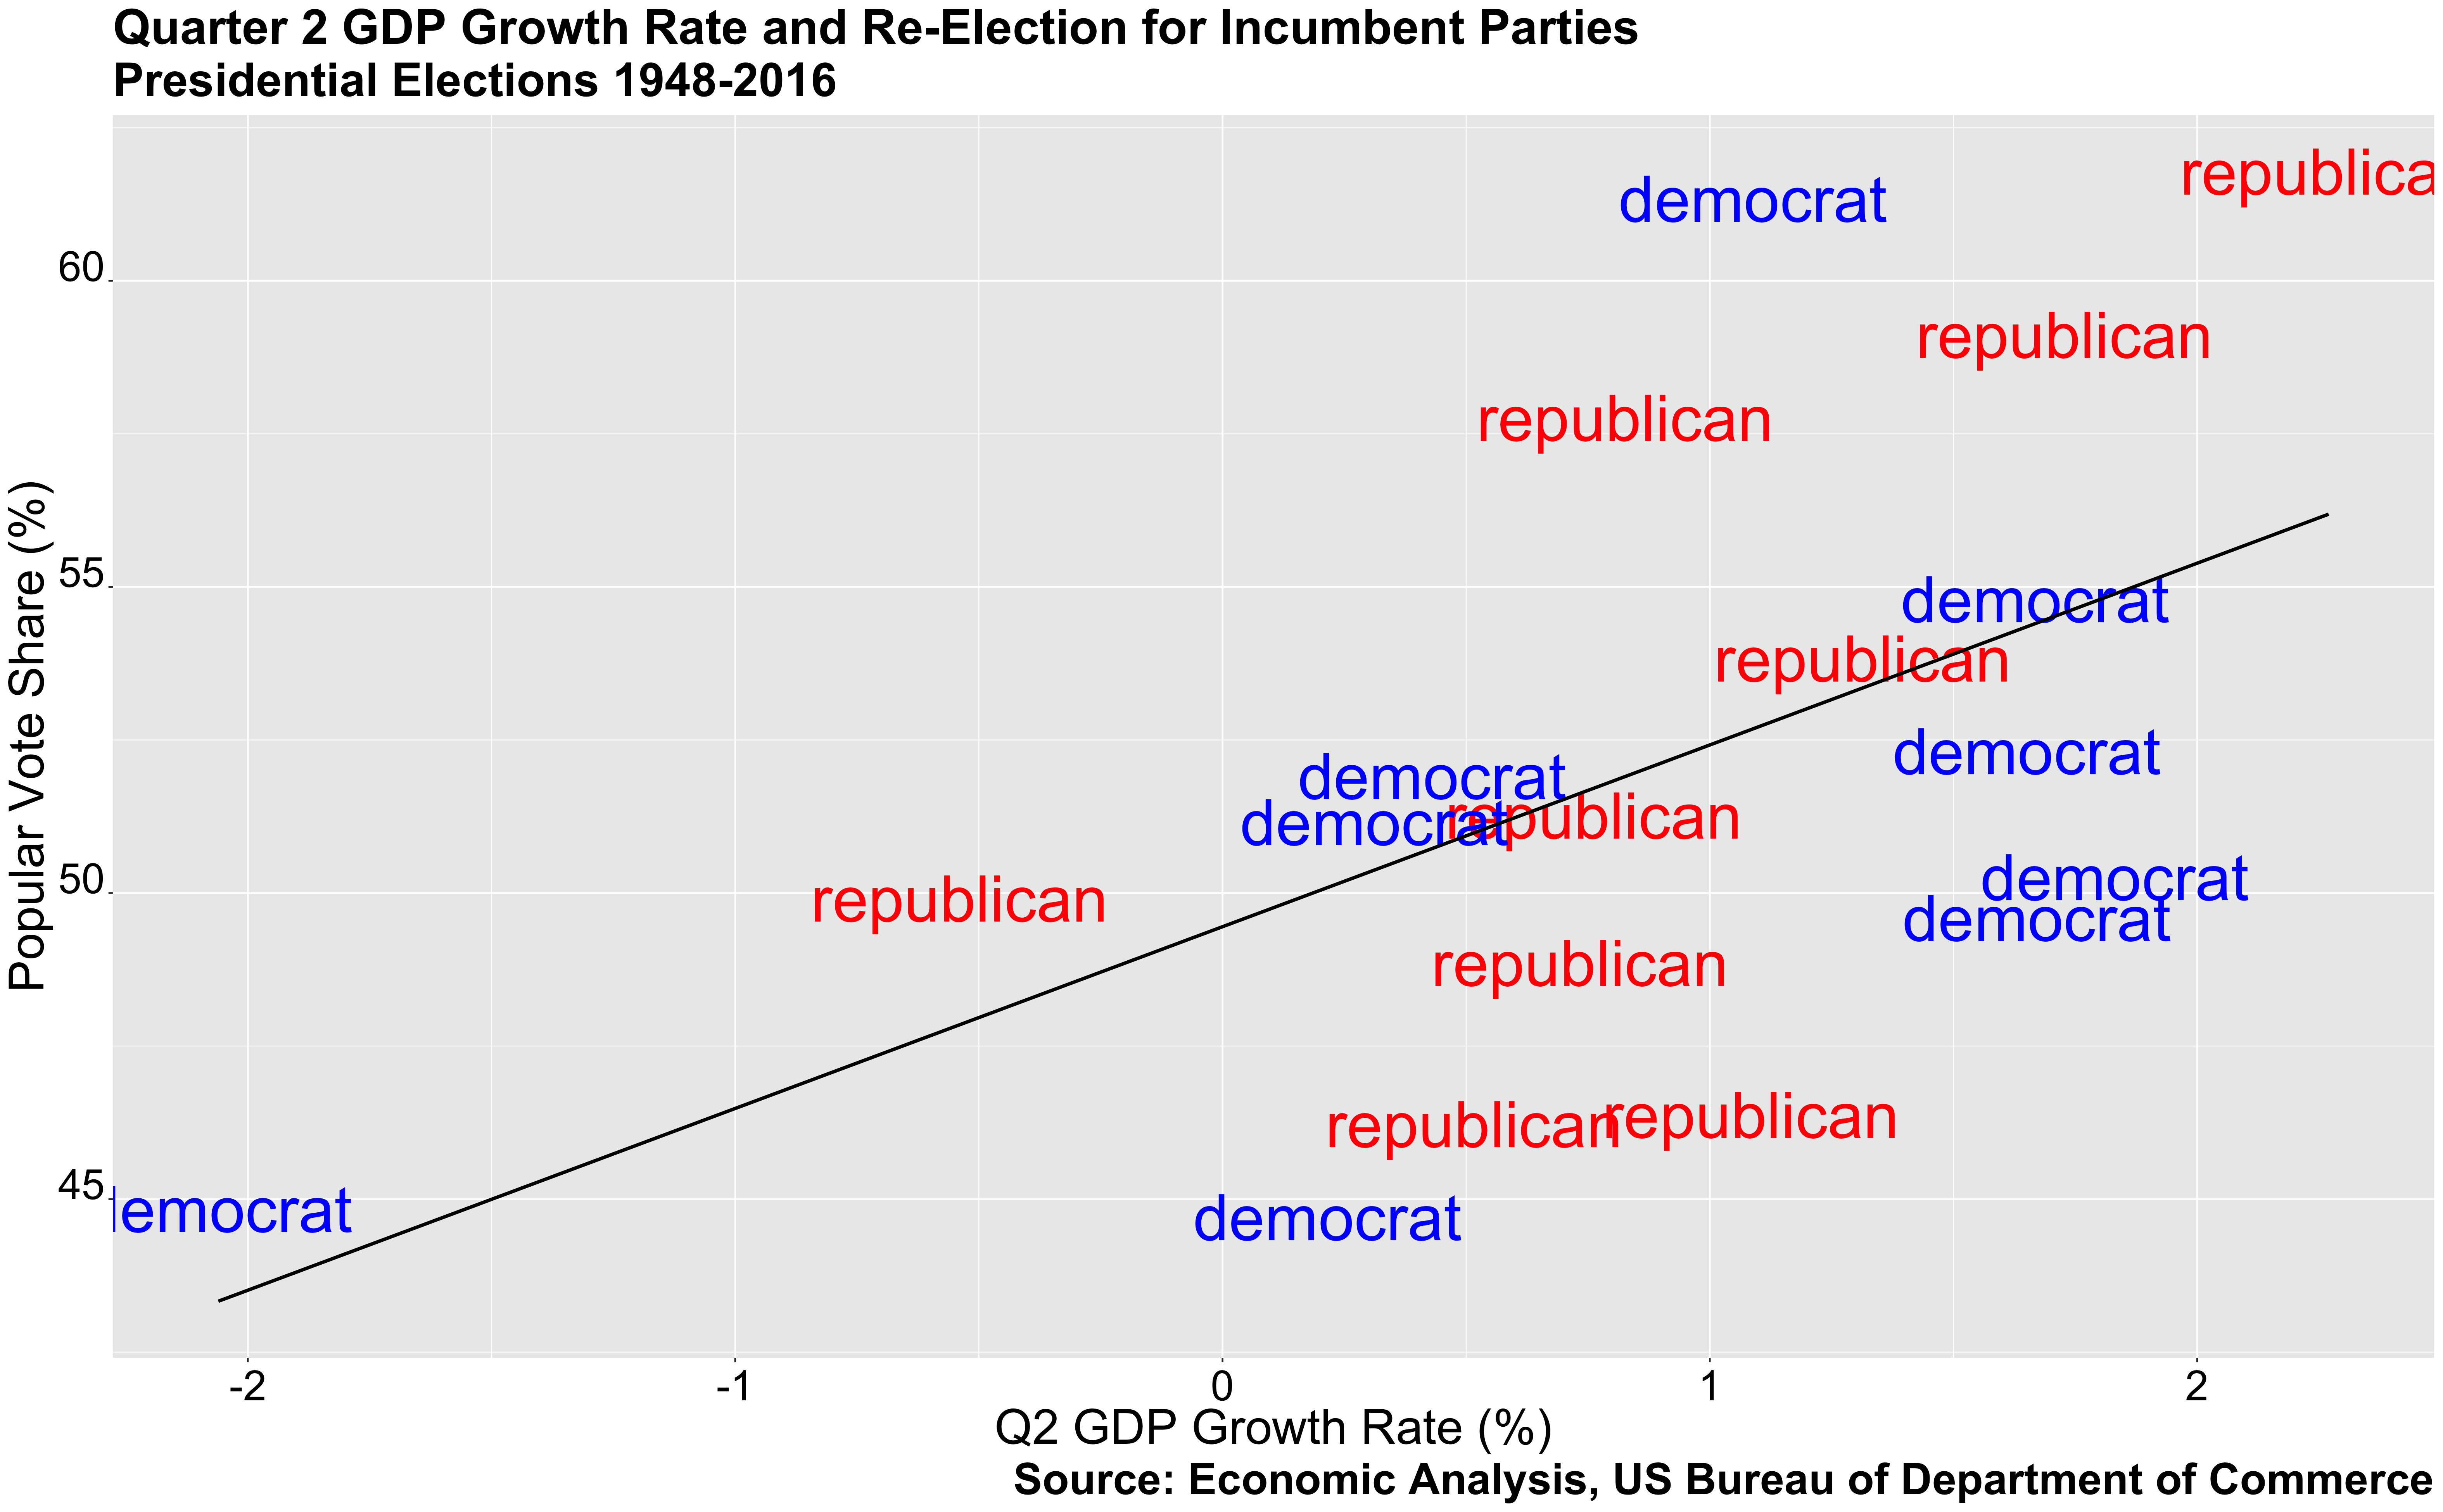 Quarter 2 GDP Growth Rate and Re-Election for Incumbent Parties
Presidential Elections 1948-2016
republica
democrat
60
republican
republican
55
democrat
republican
democrat
democrat
republican
democrat
50
republican
democrat
democrat
republican
republican
republican
45
democrat
democrat
Popular Vote Share (%)
-2
-1
0
1
2
Q2 GDP Growth Rate (%)
Source: Economic Analysis, US Bureau of Department of Commerce